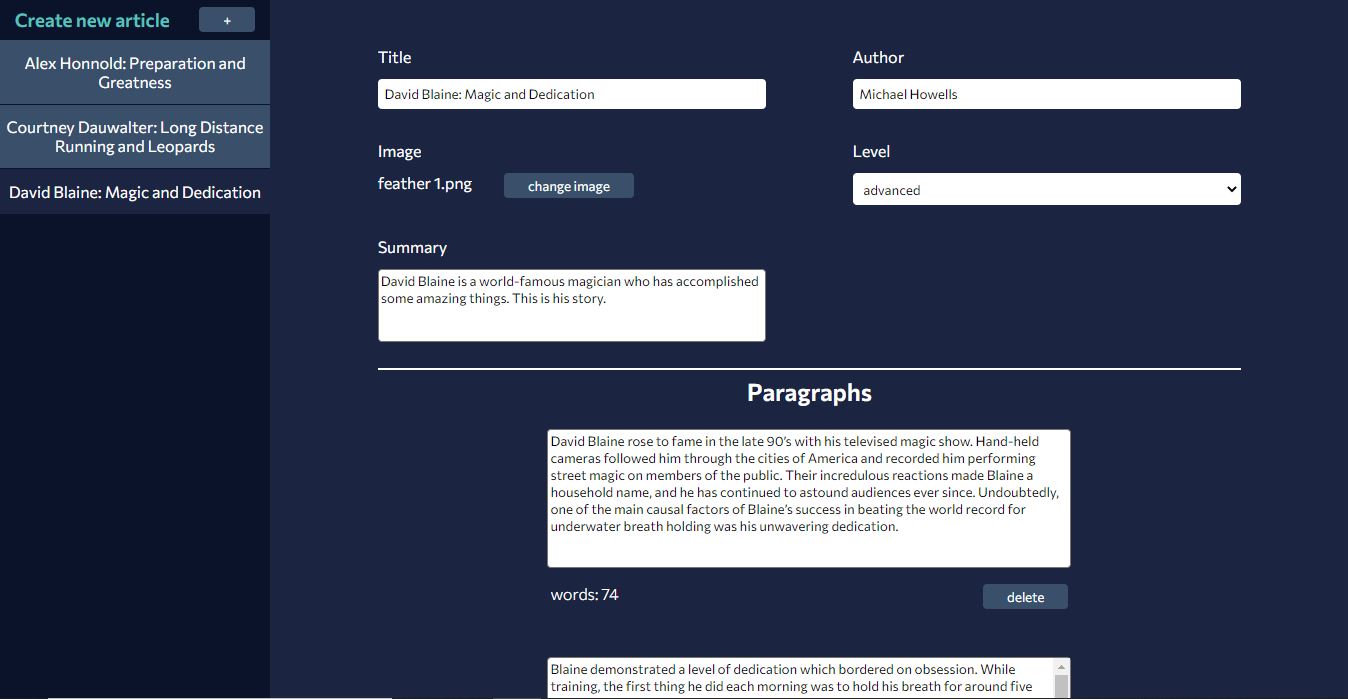 Create new article
+
Alex Honnold: Preparation and
Greatness
Courtney Dauwalter: Long Distance
Running and Leopards
David Blaine: Magic and Dedication
Title
David Blaine: Magic and Dedication
Author
Michael Howells
Image
feather 1.png
change image
Level
advanced
Summary
David Blaine is a world-famous magician who has accomplished
some amazing things. This is his story.
Paragraphs
David Blaine rose to fame in the late 90's with his televised magic show. Hand-held
cameras followed him through the cities of America and recorded him performing
street magic on members of the public. Their incredulous reactions made Blaine a
household name, and he has continued to astound audiences ever since. Undoubtedly,
one of the main causal factors of Blaine's success in beating the world record for
underwater breath holding was his unwavering dedication.
words: 74
delete
Blaine demonstrated a level of dedication which bordered on obsession. While
training, the first thing he did each morning was to hold his breath for around five